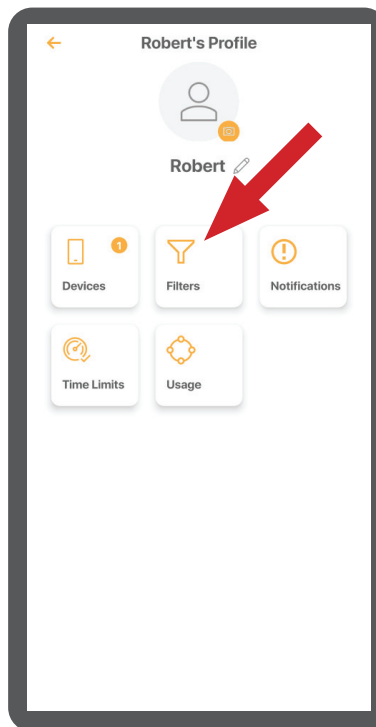 Robert's Profile
Robert
1
Devices
Filters
Notifications
Time Limits
Usage